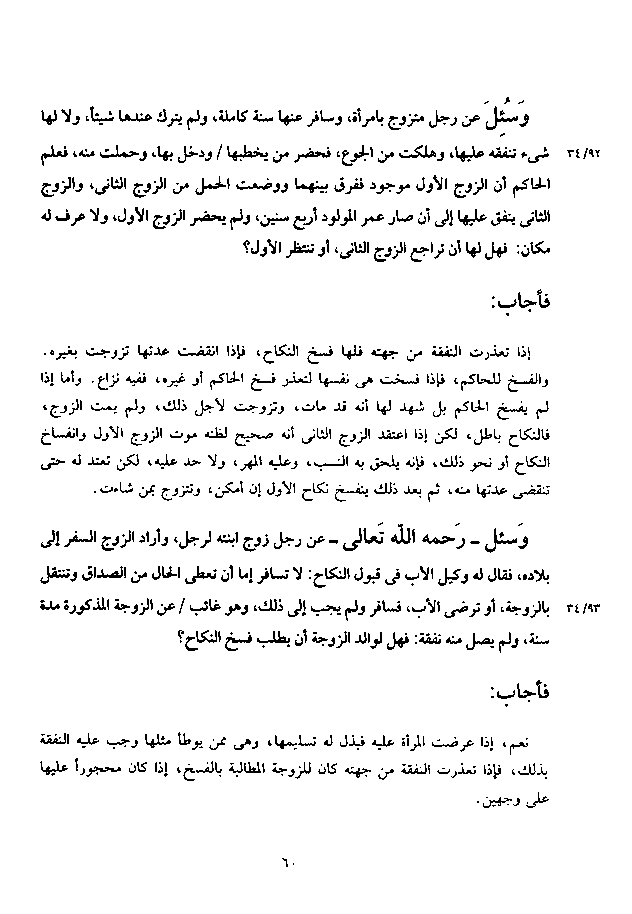 وَسُئِلَ عن رجل متزوج بامرأة، وسافر عنها سنة كاملة، ولم يترك عندها شيئاً، ولا لها
٣٤/٩٢ شىء تنفقه عليها، وهلكت من الجوع، فحضر من يخطبها / ودخل بها، وحملت منه، فعلم
الحاكم أن الزوج الأول موجود ففرق بينهما ووضعت الحمل من الزوج الثانى، والزوج
الثانى ينفق عليها إلى أن صار عمر المولود أربع سنين، ولم يحضر الزوج الأول، ولا عرف له
مكان: فهل لها أن تراجع الزوج الثانى، أو تنتظر الأول؟
فأجاب:
إذا تعذرت النفقة من جهته فلها فسخ النكاح، فإذا انقضت عدتها تزوجت بغيره.
والفسخ للحاكم، فإذا فسخت هى نفسها لتعذر فسخ الحاكم أو غيره، ففيه نزاع. وأما إذا
لم يفسخ الحاكم بل شهد لها أنه قد مات، وتزوجت لأجل ذلك، ولم يمت الزوج،
فالنكاح باطل، لكن إذا اعتقد الزوج الثانى أنه صحيح لظنه موت الزوج الأول وانفساخ
النكاح أو نحو ذلك، فإنه يلحق به النسب، وعليه المهر، ولا حد عليه، لكن تعتد له حتى
تنقضى عدتها منه، ثم بعد ذلك ينفسخ نكاح الأول إن أمكن، وتتزوج بمن شاءت.
وَسئل ـ رَحمه اللّه تَعالى ـ عن رجل زوج ابنته لرجل، وأراد الزوج السفر إلى
بلاده، فقال له وكيل الأب فى قبول النكاح: لا تسافر إما أن تعطى الحال من الصداق وتنتقل
٣٤/٩٣ بالزوجة، أو ترضى الأب، فسافر ولم يجب إلى ذلك، وهو غائب / عن الزوجة المذكورة مدة
سنة، ولم يصل منه نفقة: فهل لوالد الزوجة أن يطلب فسخ النكاح؟
فأجاب:
نعم، إذا عرضت المرأة عليه فبذل له تسليمها، وهى ممن يوطأ مثلها وجب عليه النفقة
بذلك، فإذا تعذرت النفقة من جهته كان للزوجة المطالبة بالفسخ، إذا كان محجوراً عليها
على وجهين.
٦٠